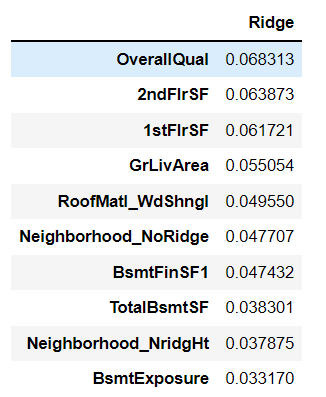 Ridge
OverallQual 0.068313
2ndFlrSF 0.063873
1stFlrSF 0.061721
GrLivArea 0.055054
RoofMatl_WdShngl 0.049550
Neighborhood_NoRidge 0.047707
BsmtFinSF1 0.047432
TotalBsmtSF 0.038301
Neighborhood_NridgHt 0.037875
BsmtExposure 0.033170